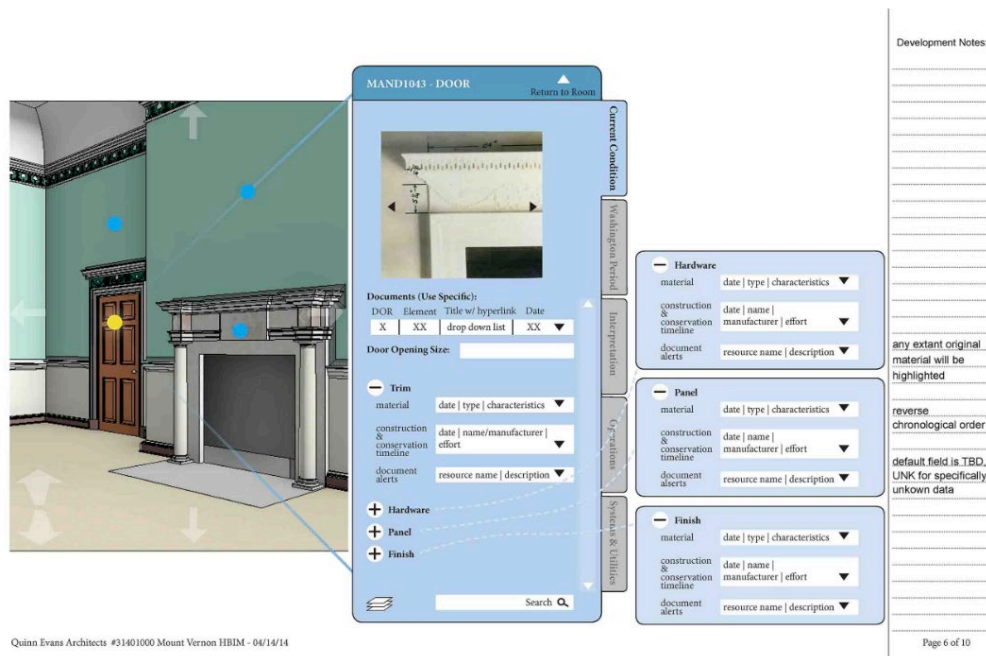 Development Notes:
MAND1043 - DOOR
Return to Room
Current Condition
Washington Period
Interpretation
Operations
Systems & Utilities
Documents (Use Specific):
DOR Element Title w/ hyperlink Date
X XX drop down list XX
Door Opening Size:
Trim
material date | type | characteristics
construction & conservation timeline
date | name/manufacturer | effort
document alerts
resource name | description
Hardware
Panel
Finish
Search
Hardware
material date | type | characteristics
construction & conservation timeline
date | name | manufacturer | effort
document alerts
resource name | description
Panel
material date | type | characteristics
construction & conservation timeline
date | name | manufacturer | effort
document alserts
resource name | description
Finish
material date | type | characteristics
construction & conservation timeline
date | name | manufacturer | effort
document alerts
resource name | description
any extant original
material will be
highlighted
reverse
chronological order
default field is TBD,
UNK for specifically
unkown data
Quinn Evans Architects #31401000 Mount Vernon HBIM - 04/14/14
Page 6 of 10